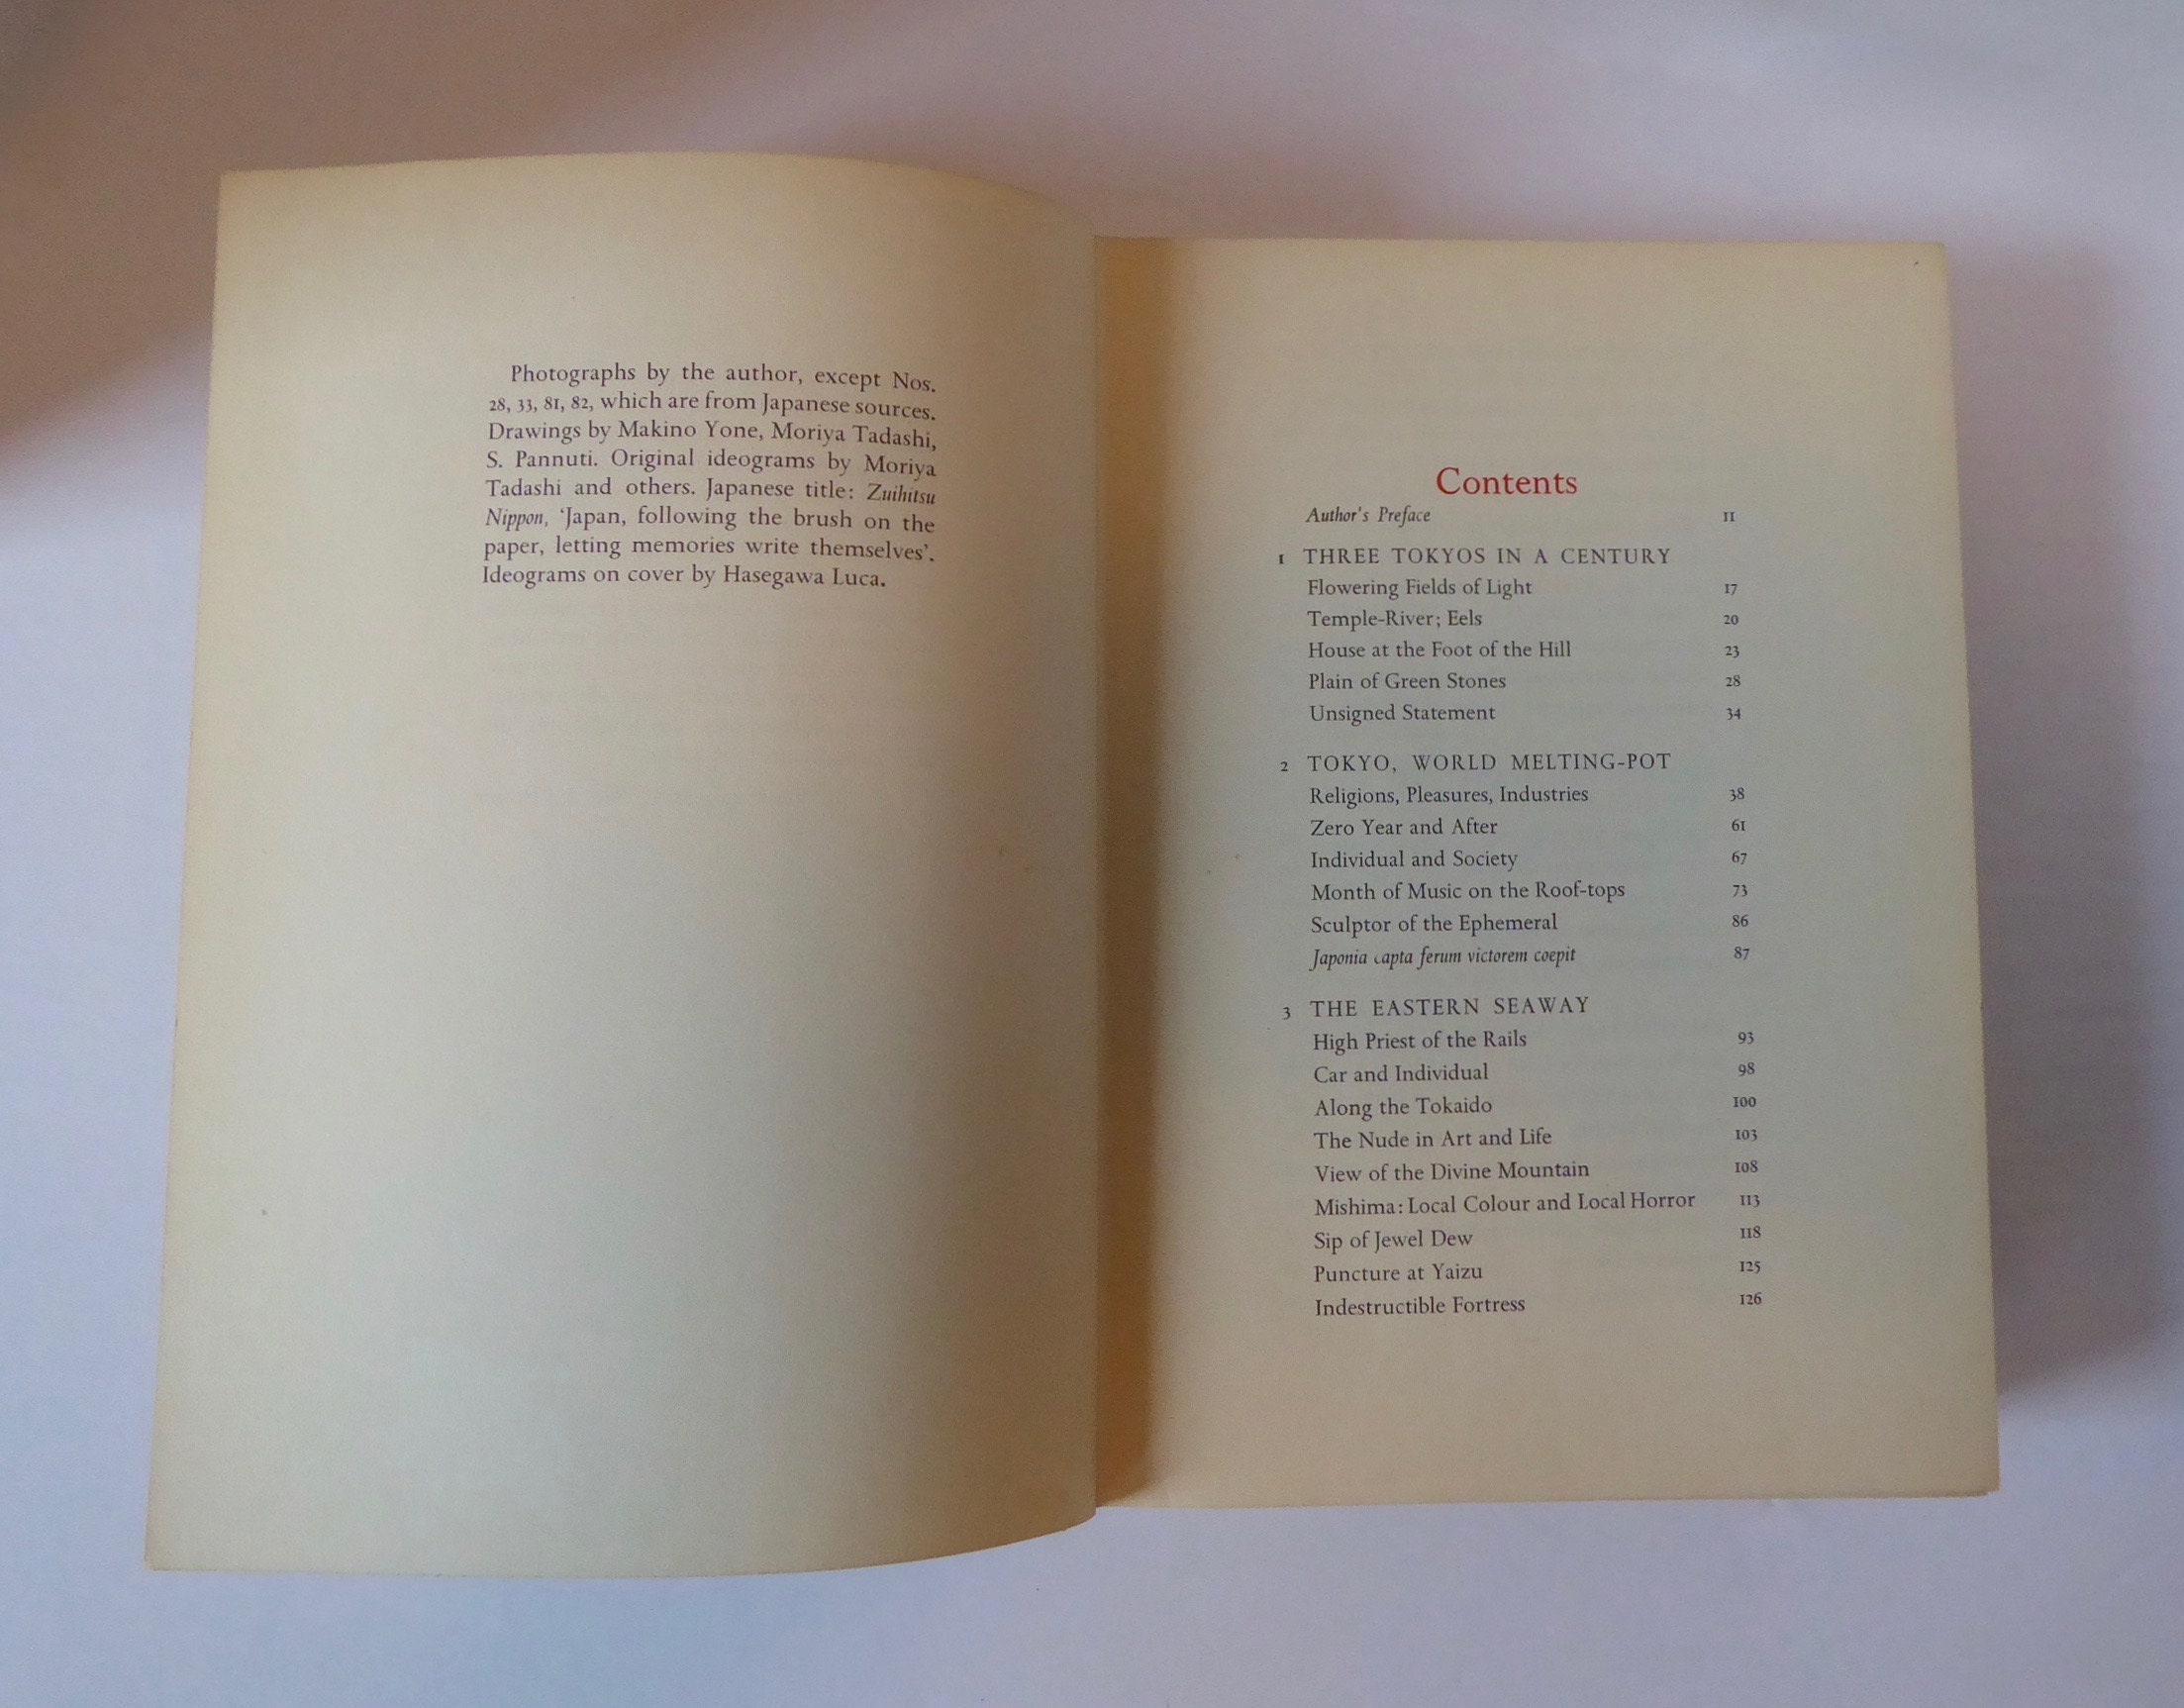 Photographs by the author, except Nos.
28, 33, 81, 82, which are from Japanese sources.
Drawings by Makino Yone, Moriya Tadashi,
S. Pannuti. Original ideograms by Moriya
Tadashi and others. Japanese title: Zuihitsu
Nippon, ‘Japan, following the brush on the
paper, letting memories write themselves’.
Ideograms on cover by Hasegawa Luca.
Contents
Author's Preface 11
1 THREE TOKYOS IN A CENTURY
Flowering Fields of Light 17
Temple-River; Eels 20
House at the Foot of the Hill 23
Plain of Green Stones 28
Unsigned Statement 34
2 TOKYO, WORLD MELTING-POT
Religions, Pleasures, Industries 38
Zero Year and After 61
Individual and Society 67
Month of Music on the Roof-tops 73
Sculptor of the Ephemeral 86
Japonia capta ferum victorem coepit 87
3 THE EASTERN SEAWAY
High Priest of the Rails 93
Car and Individual 98
Along the Tokaido 100
The Nude in Art and Life 103
View of the Divine Mountain 108
Mishima: Local Colour and Local Horror 113
Sip of Jewel Dew 118
Puncture at Yaizu 125
Indestructible Fortress 126